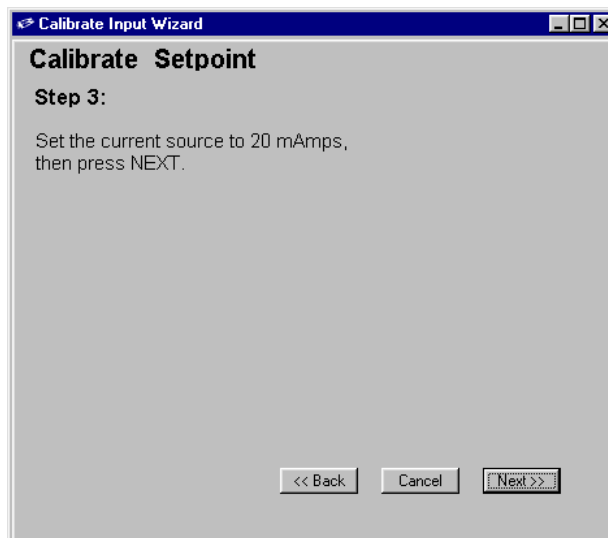 Calibrate Input Wizard
Calibrate Setpoint
Step 3:
Set the current source to 20 mAmps,
then press NEXT.
<< Back
Cancel
Next >>